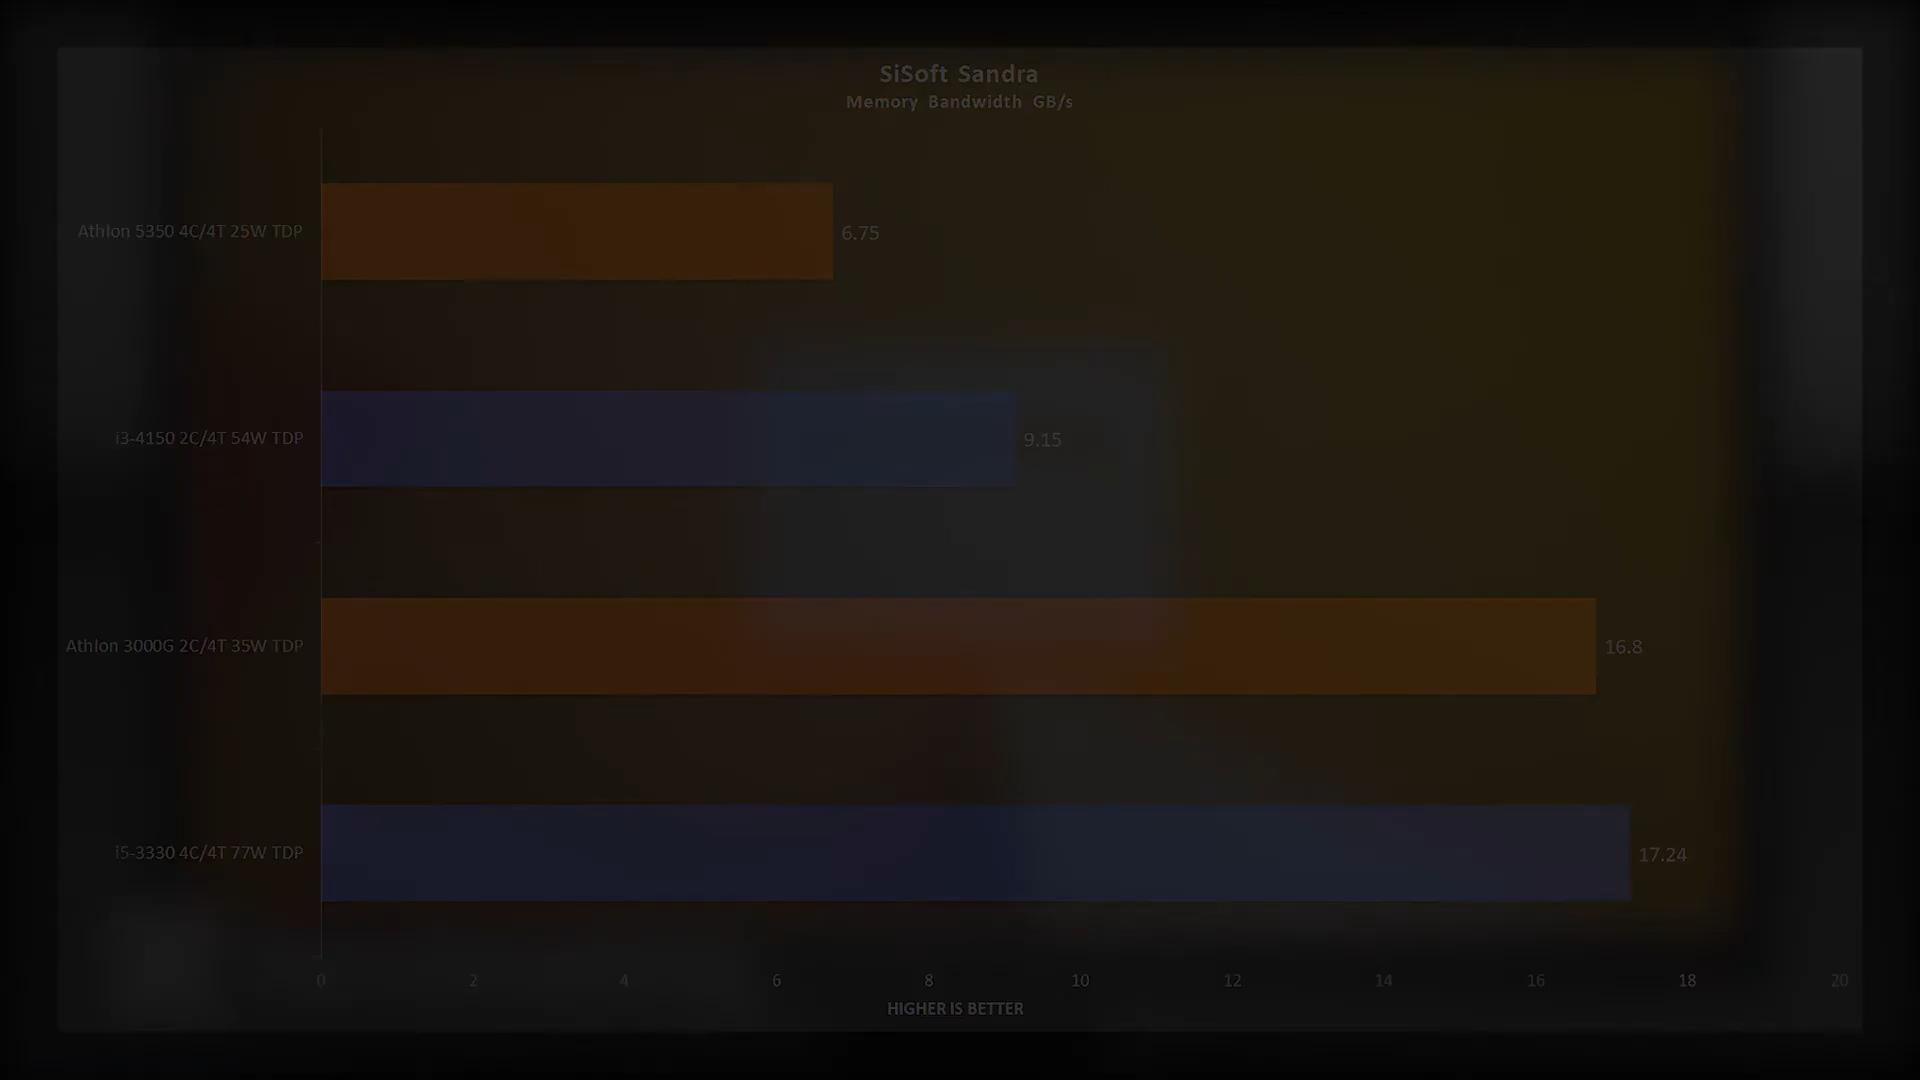 SiSoft Sandra
Memory Bandwidth GB/s
Athlon 5350 4C/4T 25W TDP
6.75
i3-4150 2C/4T 54W TDP
9.15
Athlon 3000G 2C/4T 35W TDP
16.8
i5-3330 4C/4T 77W TDP
17.24
0 2 4 6 8 10 12 14 16 18 20
HIGHER IS BETTER